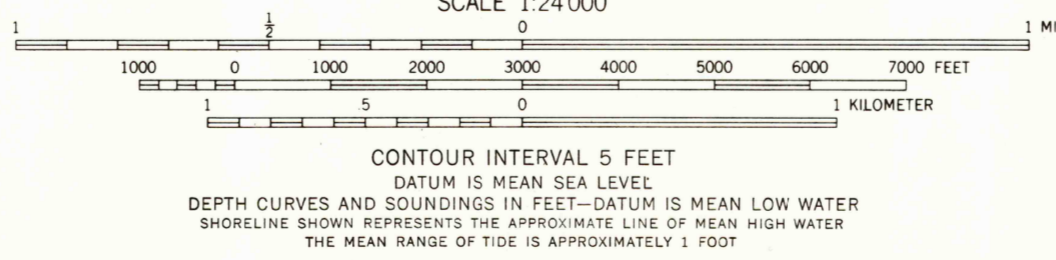 SCALE 1:24 000
1 ½ 0 1 MI
1000 0 1000 2000 3000 4000 5000 6000 7000 FEET
1 .5 0 1 KILOMETER
CONTOUR INTERVAL 5 FEET
DATUM IS MEAN SEA LEVEL
DEPTH CURVES AND SOUNDINGS IN FEET—DATUM IS MEAN LOW WATER
SHORELINE SHOWN REPRESENTS THE APPROXIMATE LINE OF MEAN HIGH WATER
THE MEAN RANGE OF TIDE IS APPROXIMATELY 1 FOOT